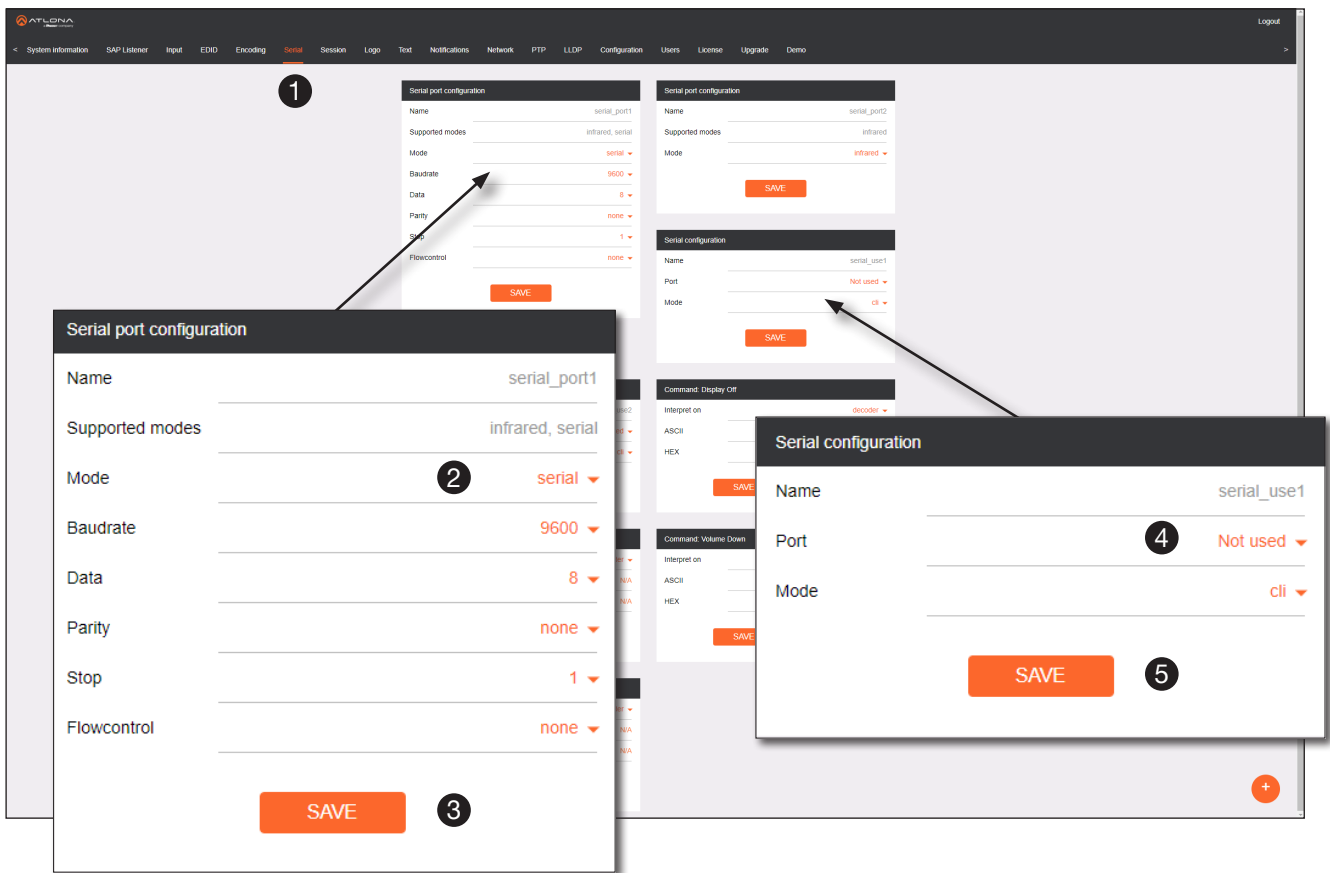 ATLONA
Logout
< System information SAP Listener Input EDID Encoding Serial Session Logo Text Notifications Network PTP LLDP Configuration Users License Upgrade Demo >
1
Serial port configuration
Name serial_port1
Supported modes infrared, serial
Mode serial
Baudrate 9600
Data 8
Parity none
Stop 1
Flowcontrol none
SAVE
Serial port configuration
Name serial_port2
Supported modes infrared
Mode infrared
SAVE
Serial configuration
Name serial_use1
Port Not used
Mode cli
SAVE
Command: Display Off
Interpret on decoder
ASCII
HEX
SAVE
Command: Volume Down
Interpret on
ASCII
HEX
SAVE
use2
ed
cli
er
N/A
N/A
er
N/A
N/A
Serial port configuration
Name serial_port1
Supported modes infrared, serial
Mode 2 serial
Baudrate 9600
Data 8
Parity none
Stop 1
Flowcontrol none
SAVE 3
Serial configuration
Name serial_use1
Port 4 Not used
Mode cli
SAVE 5
+